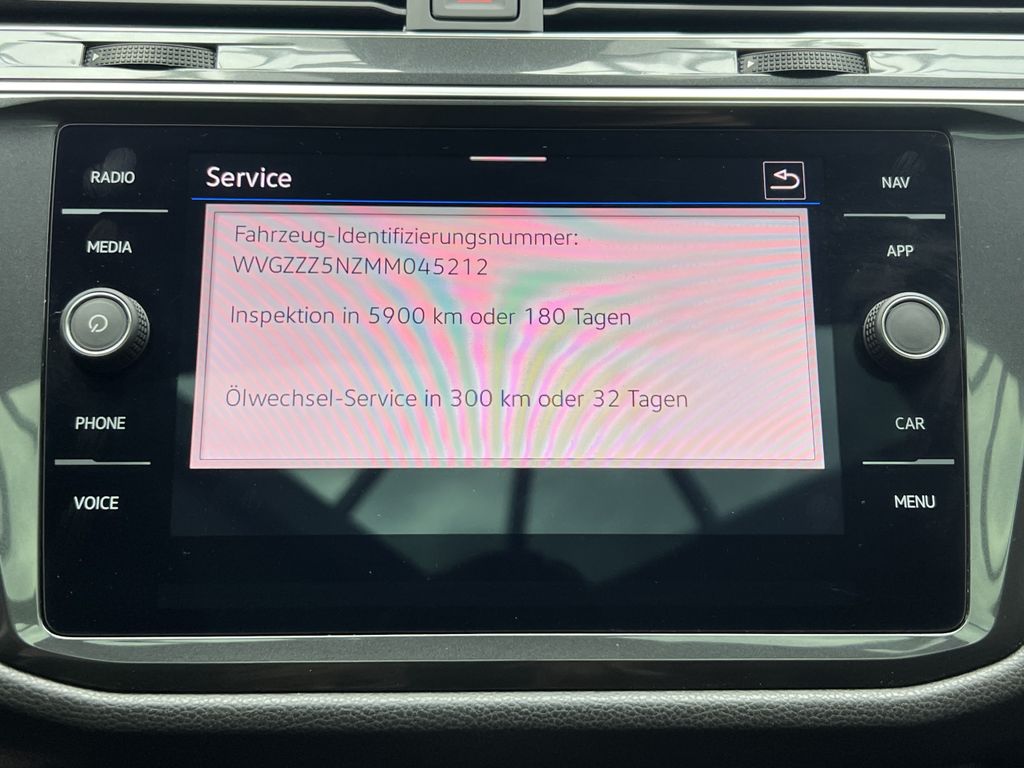 RADIO
MEDIA
PHONE
VOICE
Service
Fahrzeug-Identifizierungsnummer:
WVGZZZ5NZMM045212
Inspektion in 5900 km oder 180 Tagen
Ölwechsel-Service in 300 km oder 32 Tagen
NAV
APP
CAR
MENU